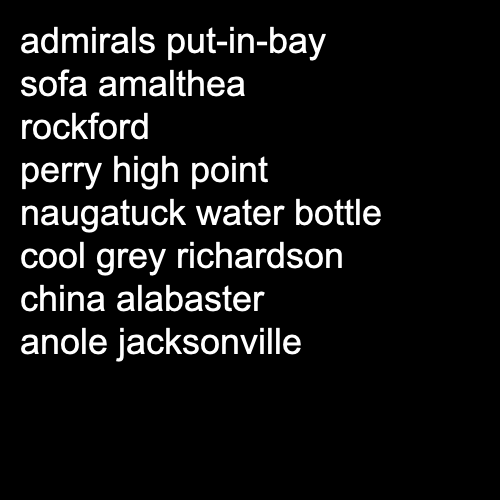 admirals put-in-bay
sofa amalthea
rockford
perry high point
naugatuck water bottle
cool grey richardson
china alabaster
anole jacksonville